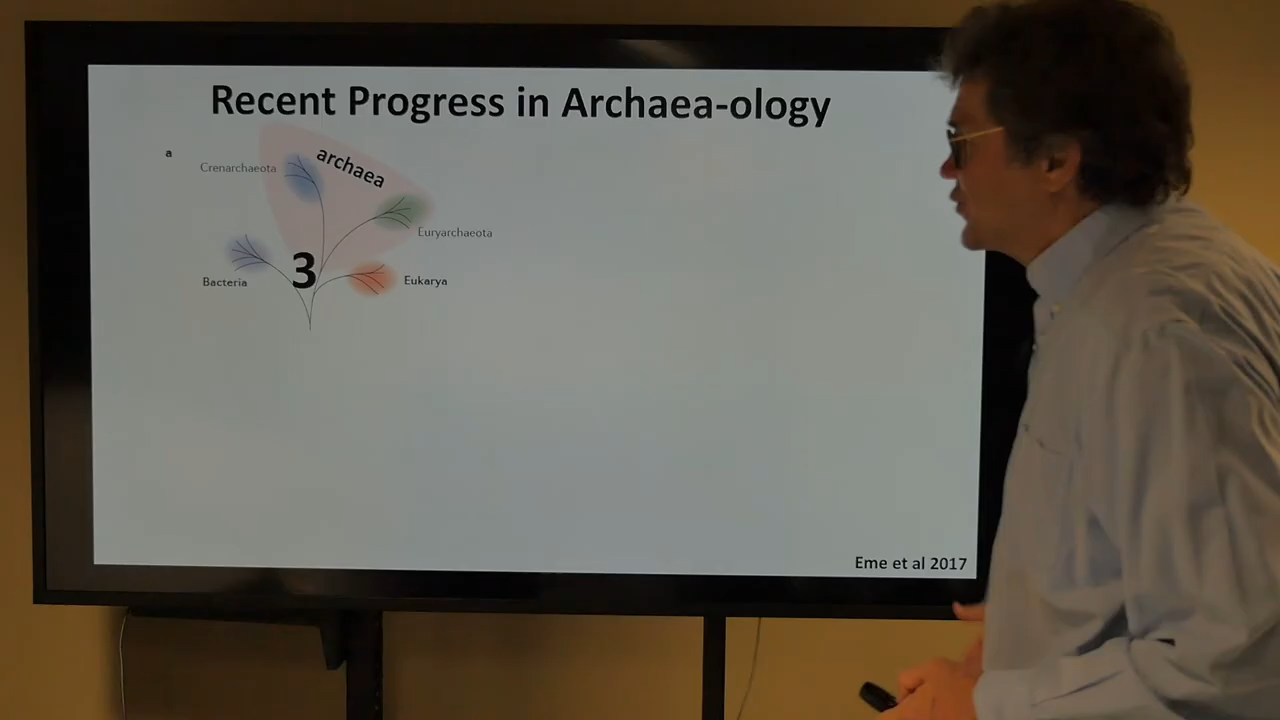 Recent Progress in Archaea-ology
a
Crenarchaeota
archaea
Euryarchaeota
3
Bacteria
Eukarya
Eme et al 2017